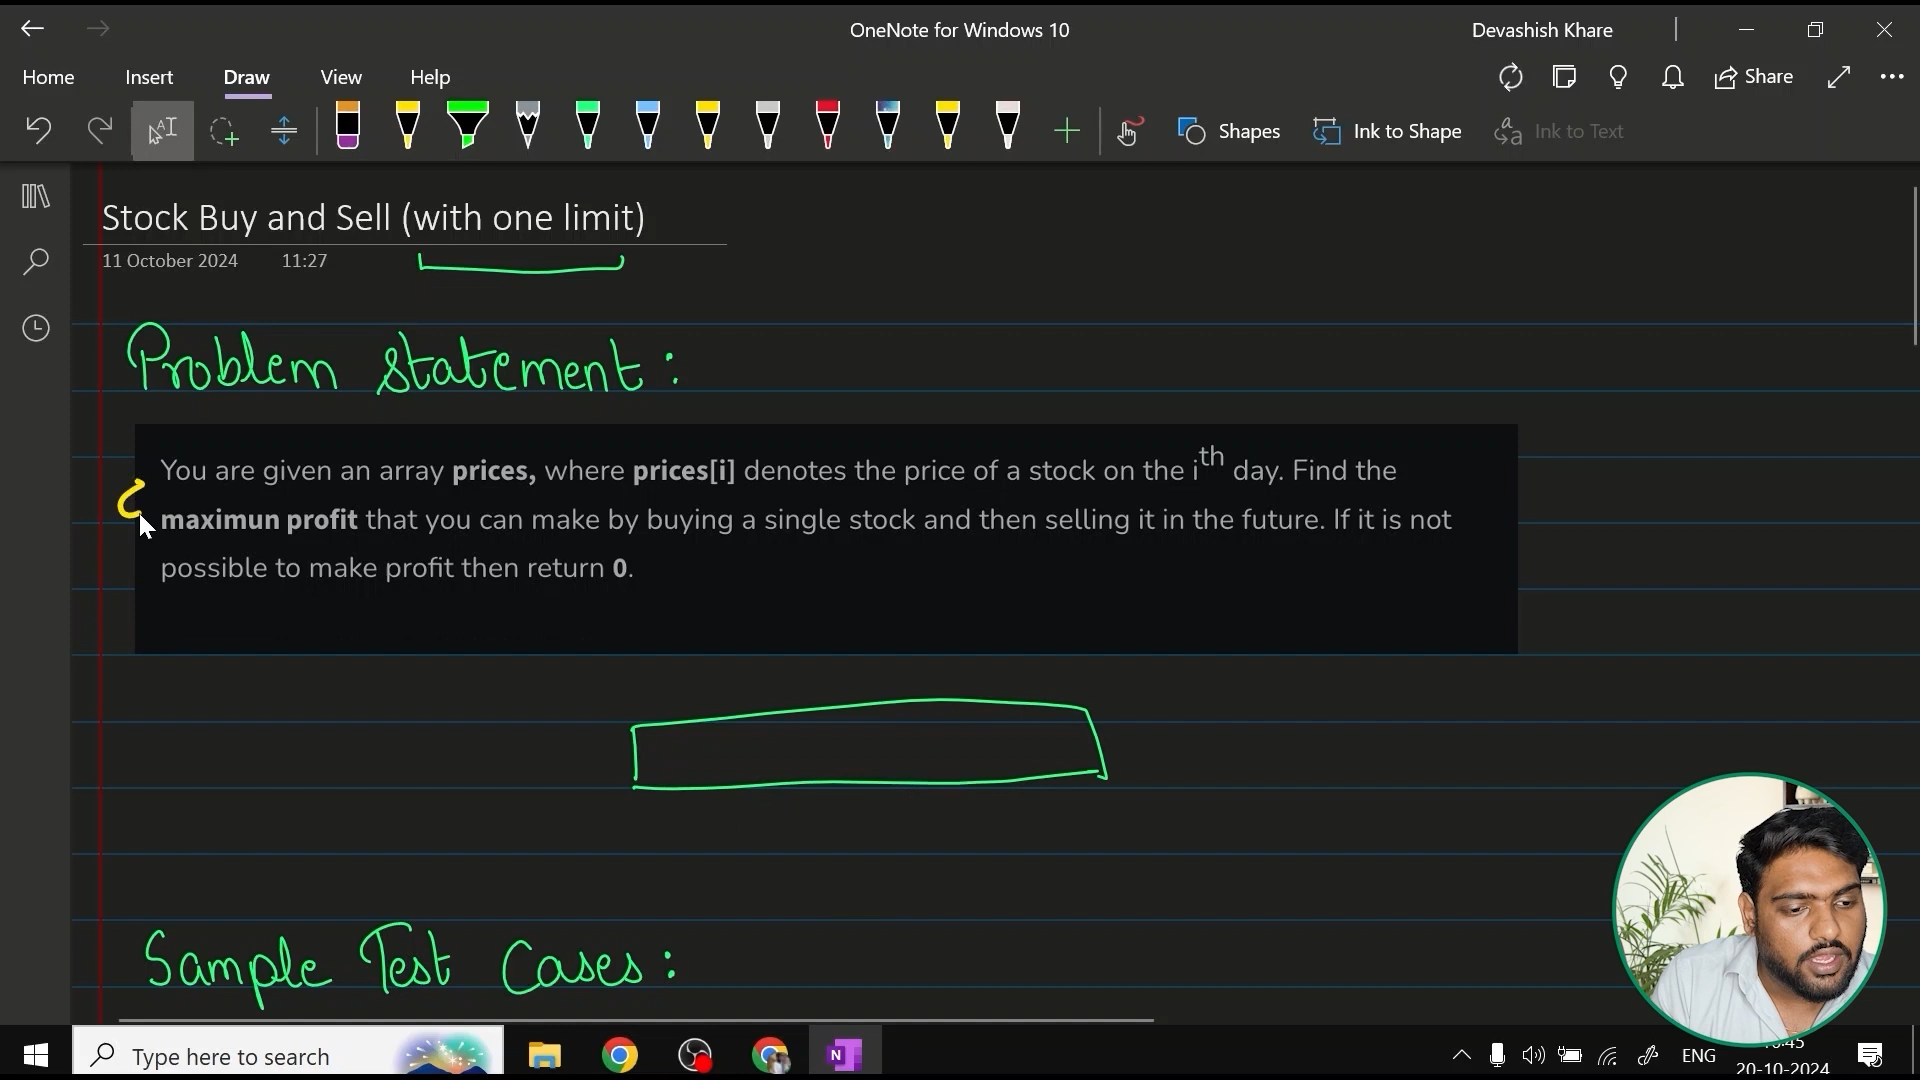 OneNote for Windows 10
Devashish Khare
Home Insert Draw View Help
Share
Shapes Ink to Shape Ink to Text
Stock Buy and Sell (with one limit)
11 October 2024 11:27
Problem statement :
You are given an array prices, where prices[i] denotes the price of a stock on the ith day. Find the
maximun profit that you can make by buying a single stock and then selling it in the future. If it is not
possible to make profit then return 0.
Sample Test Cases :
Type here to search
ENG
20-10-2024